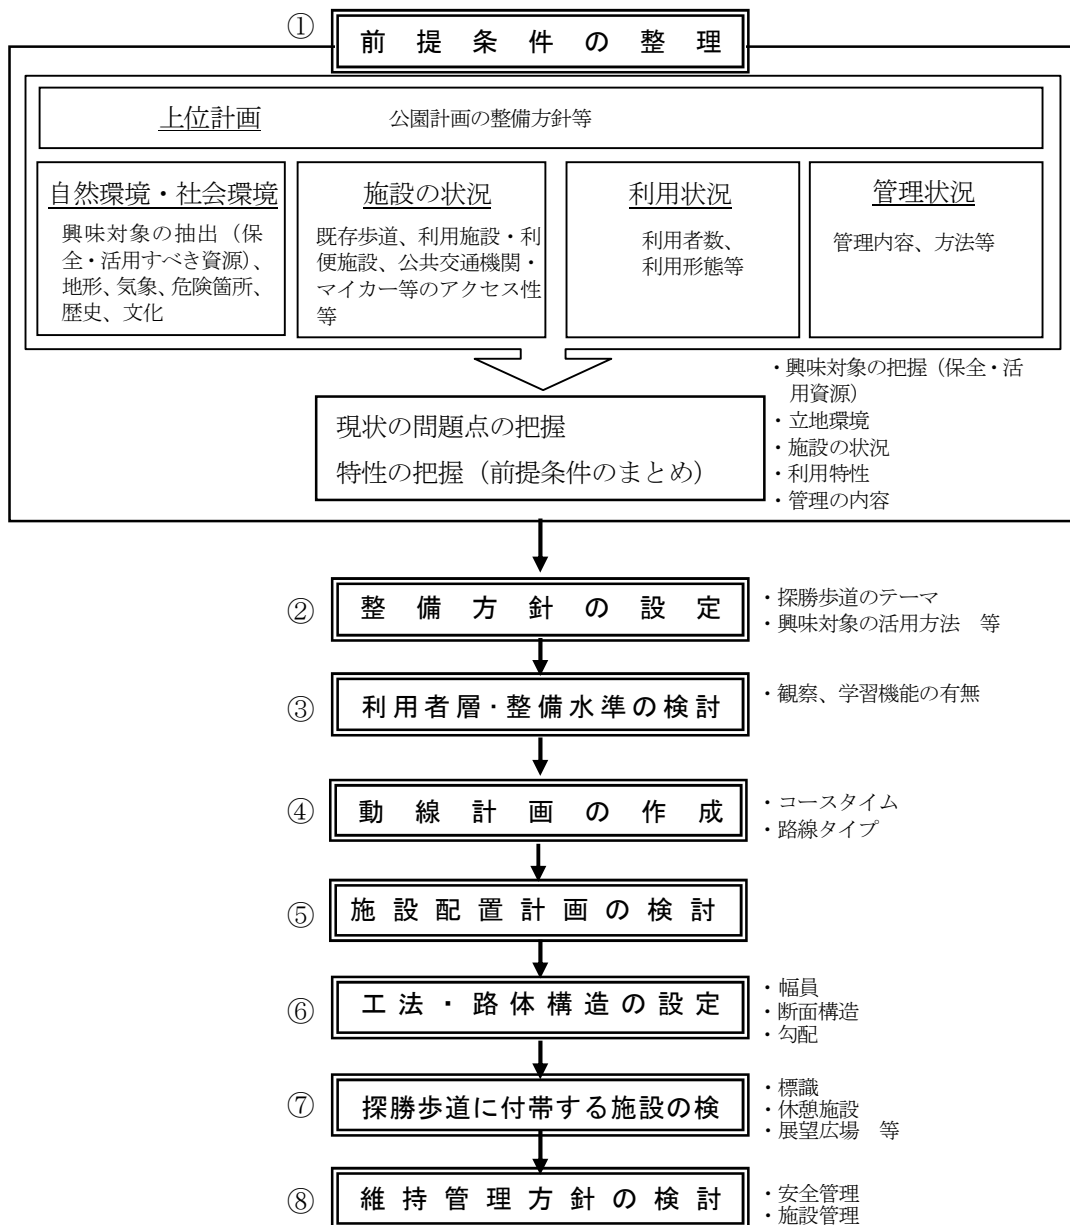 ①
前提条件の整理
上位計画 公園計画の整備方針等
自然環境・社会環境
興味対象の抽出（保
全・活用すべき資源）、
地形、気象、危険箇所、
歴史、文化
施設の状況
既存歩道、利用施設・利
便施設、公共交通機関・
マイカー等のアクセス性
等
利用状況
利用者数、
利用形態等
管理状況
管理内容、方法等
現状の問題点の把握
特性の把握（前提条件のまとめ）
・興味対象の把握（保全・活
用資源）
・立地環境
・施設の状況
・利用特性
・管理の内容
②
整備方針の設定
・探勝歩道のテーマ
・興味対象の活用方法　等
③
利用者層・整備水準の検討
・観察、学習機能の有無
④
動線計画の作成
・コースタイム
・路線タイプ
⑤
施設配置計画の検討
⑥
工法・路体構造の設定
・幅員
・断面構造
・勾配
⑦
探勝歩道に付帯する施設の検
・標識
・休憩施設
・展望広場　等
⑧
維持管理方針の検討
・安全管理
・施設管理